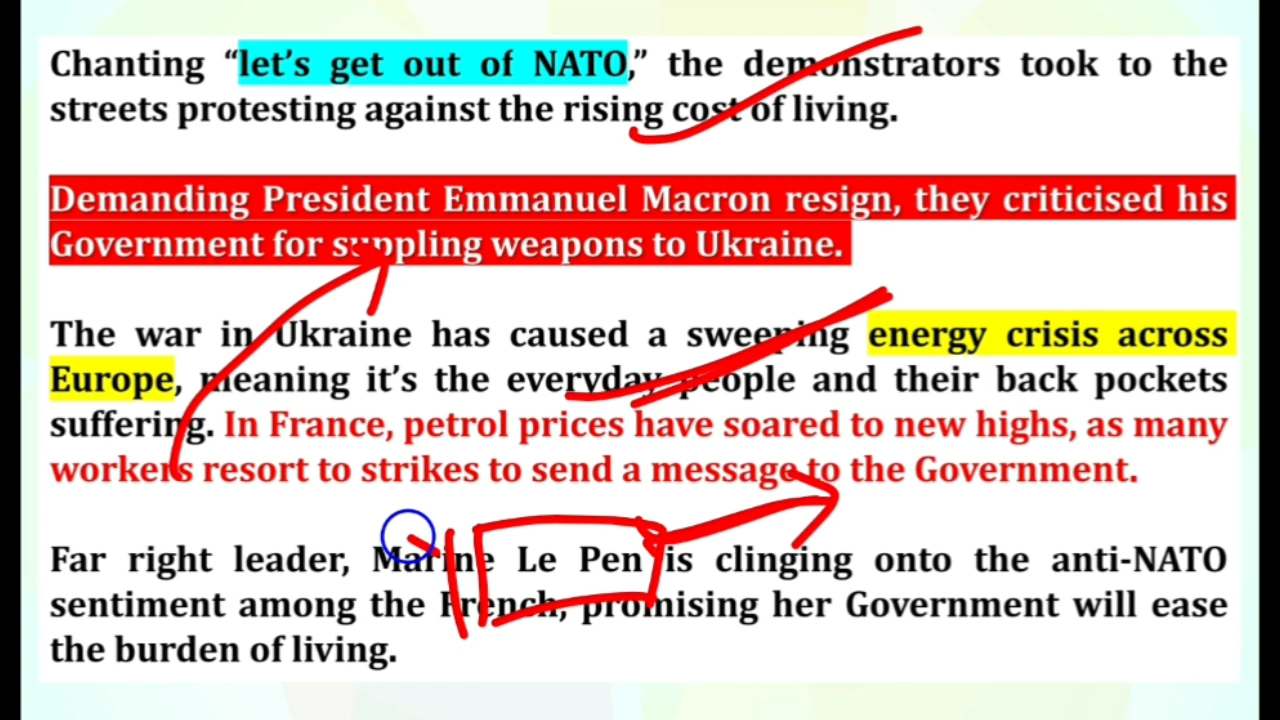 Chanting “let’s get out of NATO,” the demonstrators took to the
streets protesting against the rising cost of living.
Demanding President Emmanuel Macron resign, they criticised his
Government for suppling weapons to Ukraine.
The war in Ukraine has caused a sweeping energy crisis across
Europe, meaning it’s the everyday people and their back pockets
suffering. In France, petrol prices have soared to new highs, as many
workers resort to strikes to send a message to the Government.
Far right leader, Marine Le Pen is clinging onto the anti-NATO
sentiment among the French, promising her Government will ease
the burden of living.